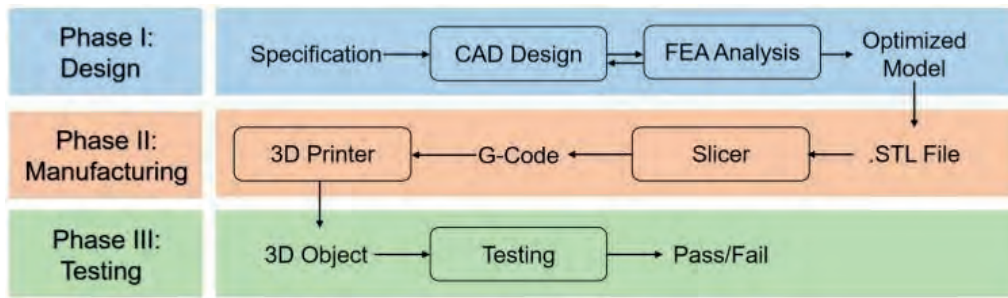 Phase I:
Design
Specification
CAD Design
FEA Analysis
Optimized
Model
Phase II:
Manufacturing
3D Printer
G-Code
Slicer
.STL File
Phase III:
Testing
3D Object
Testing
Pass/Fail